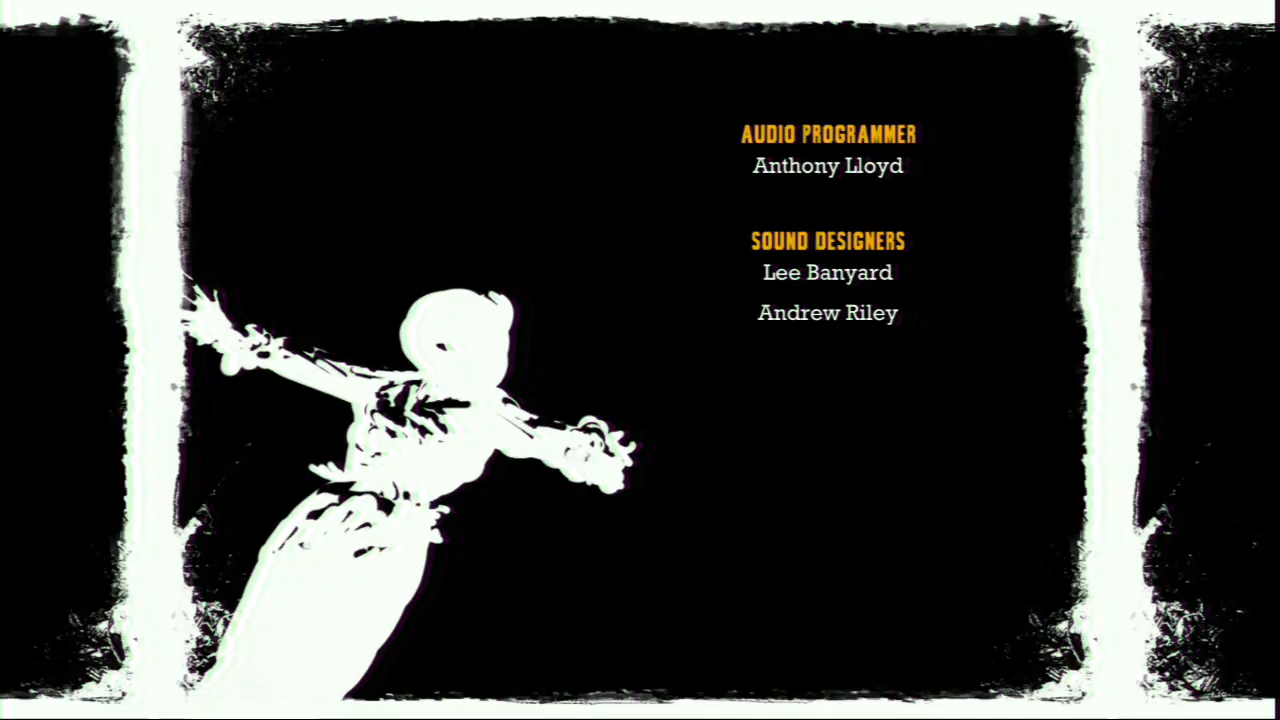 AUDIO PROGRAMMER
Anthony Lloyd
SOUND DESIGNERS
Lee Banyard
Andrew Riley